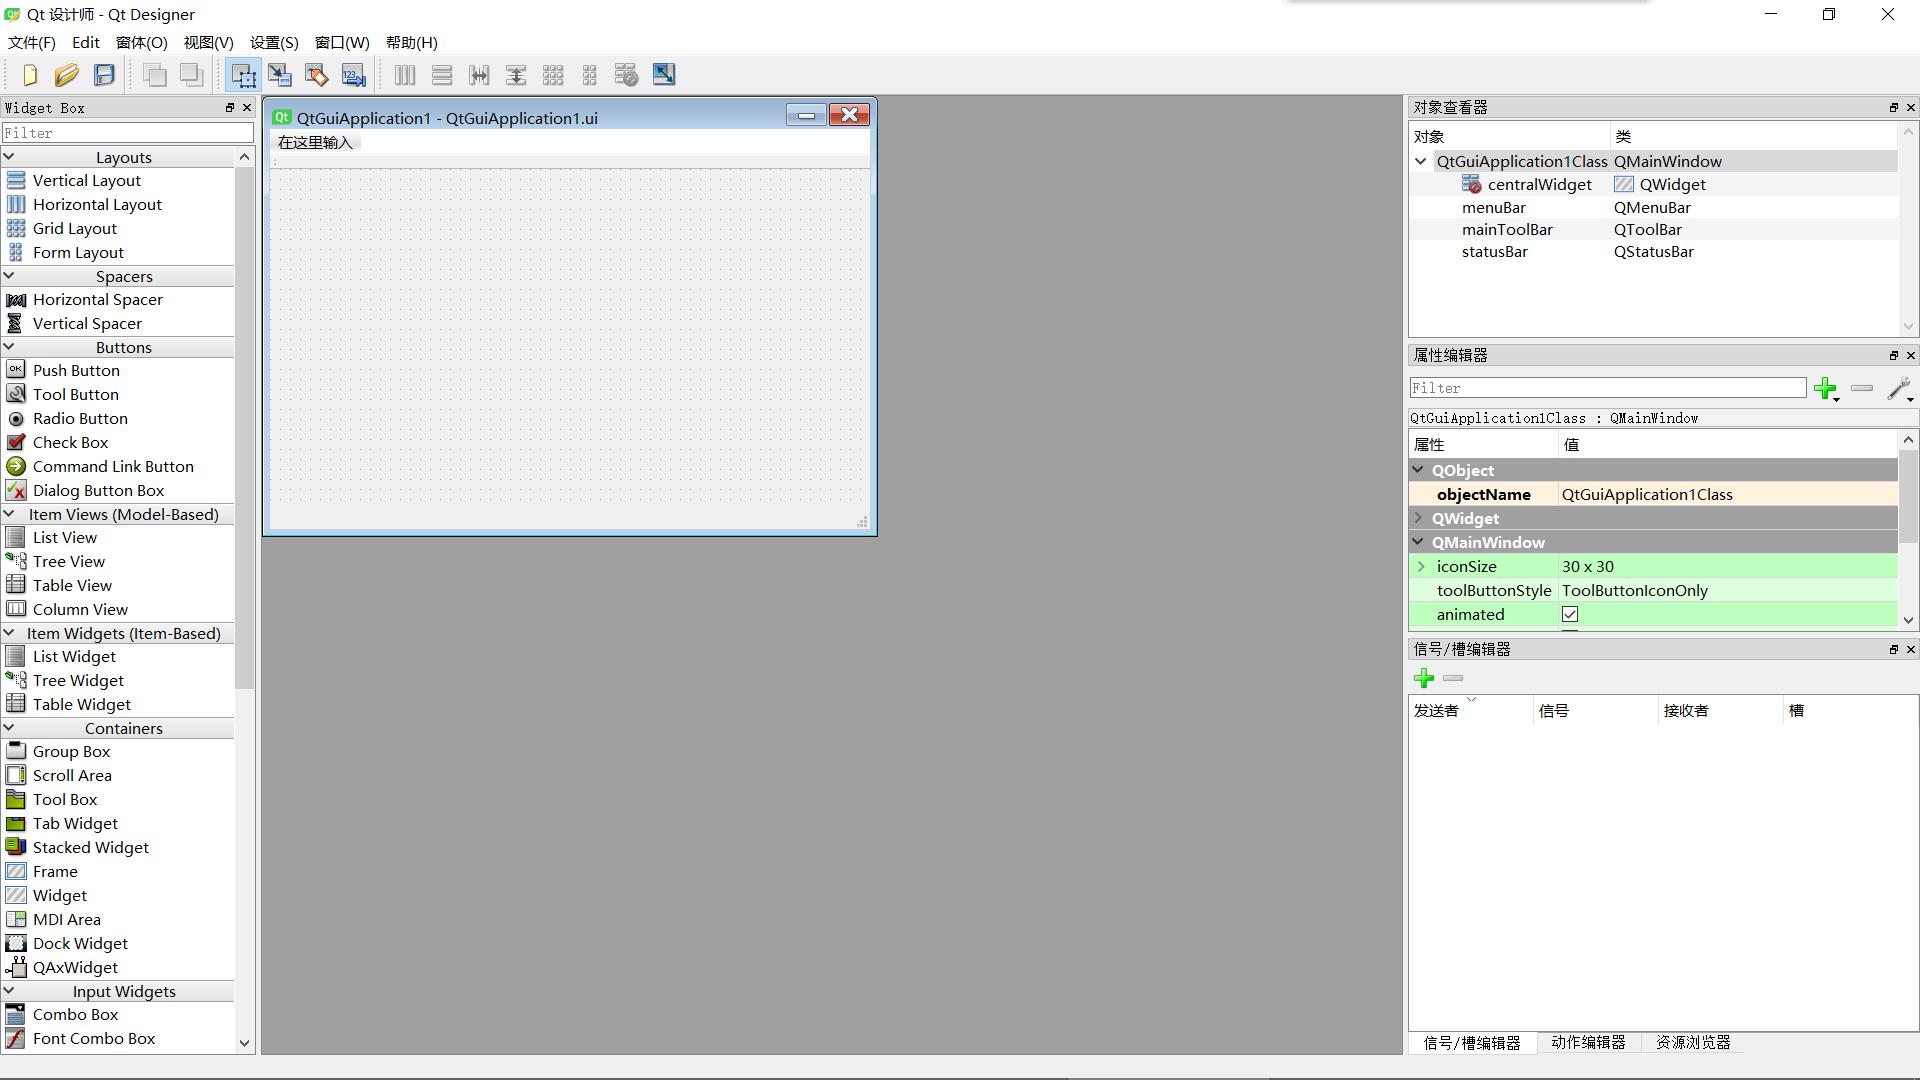 Qt 设计师 - Qt Designer
文件(F) Edit 窗体(O) 视图(V) 设置(S) 窗口(W) 帮助(H)
Widget Box
Filter
Layouts
Vertical Layout
Horizontal Layout
Grid Layout
Form Layout
Spacers
Horizontal Spacer
Vertical Spacer
Buttons
Push Button
Tool Button
Radio Button
Check Box
Command Link Button
Dialog Button Box
Item Views (Model-Based)
List View
Tree View
Table View
Column View
Item Widgets (Item-Based)
List Widget
Tree Widget
Table Widget
Containers
Group Box
Scroll Area
Tool Box
Tab Widget
Stacked Widget
Frame
Widget
MDI Area
Dock Widget
QAxWidget
Input Widgets
Combo Box
Font Combo Box
QtGuiApplication1 - QtGuiApplication1.ui
在这里输入
对象查看器
对象 类
QtGuiApplication1Class QMainWindow
centralWidget QWidget
menuBar QMenuBar
mainToolBar QToolBar
statusBar QStatusBar
属性编辑器
Filter
QtGuiApplication1Class : QMainWindow
属性 值
QObject
objectName QtGuiApplication1Class
QWidget
QMainWindow
iconSize 30 x 30
toolButtonStyle ToolButtonIconOnly
animated
信号/槽编辑器
发送者 信号 接收者 槽
信号/槽编辑器 动作编辑器 资源浏览器